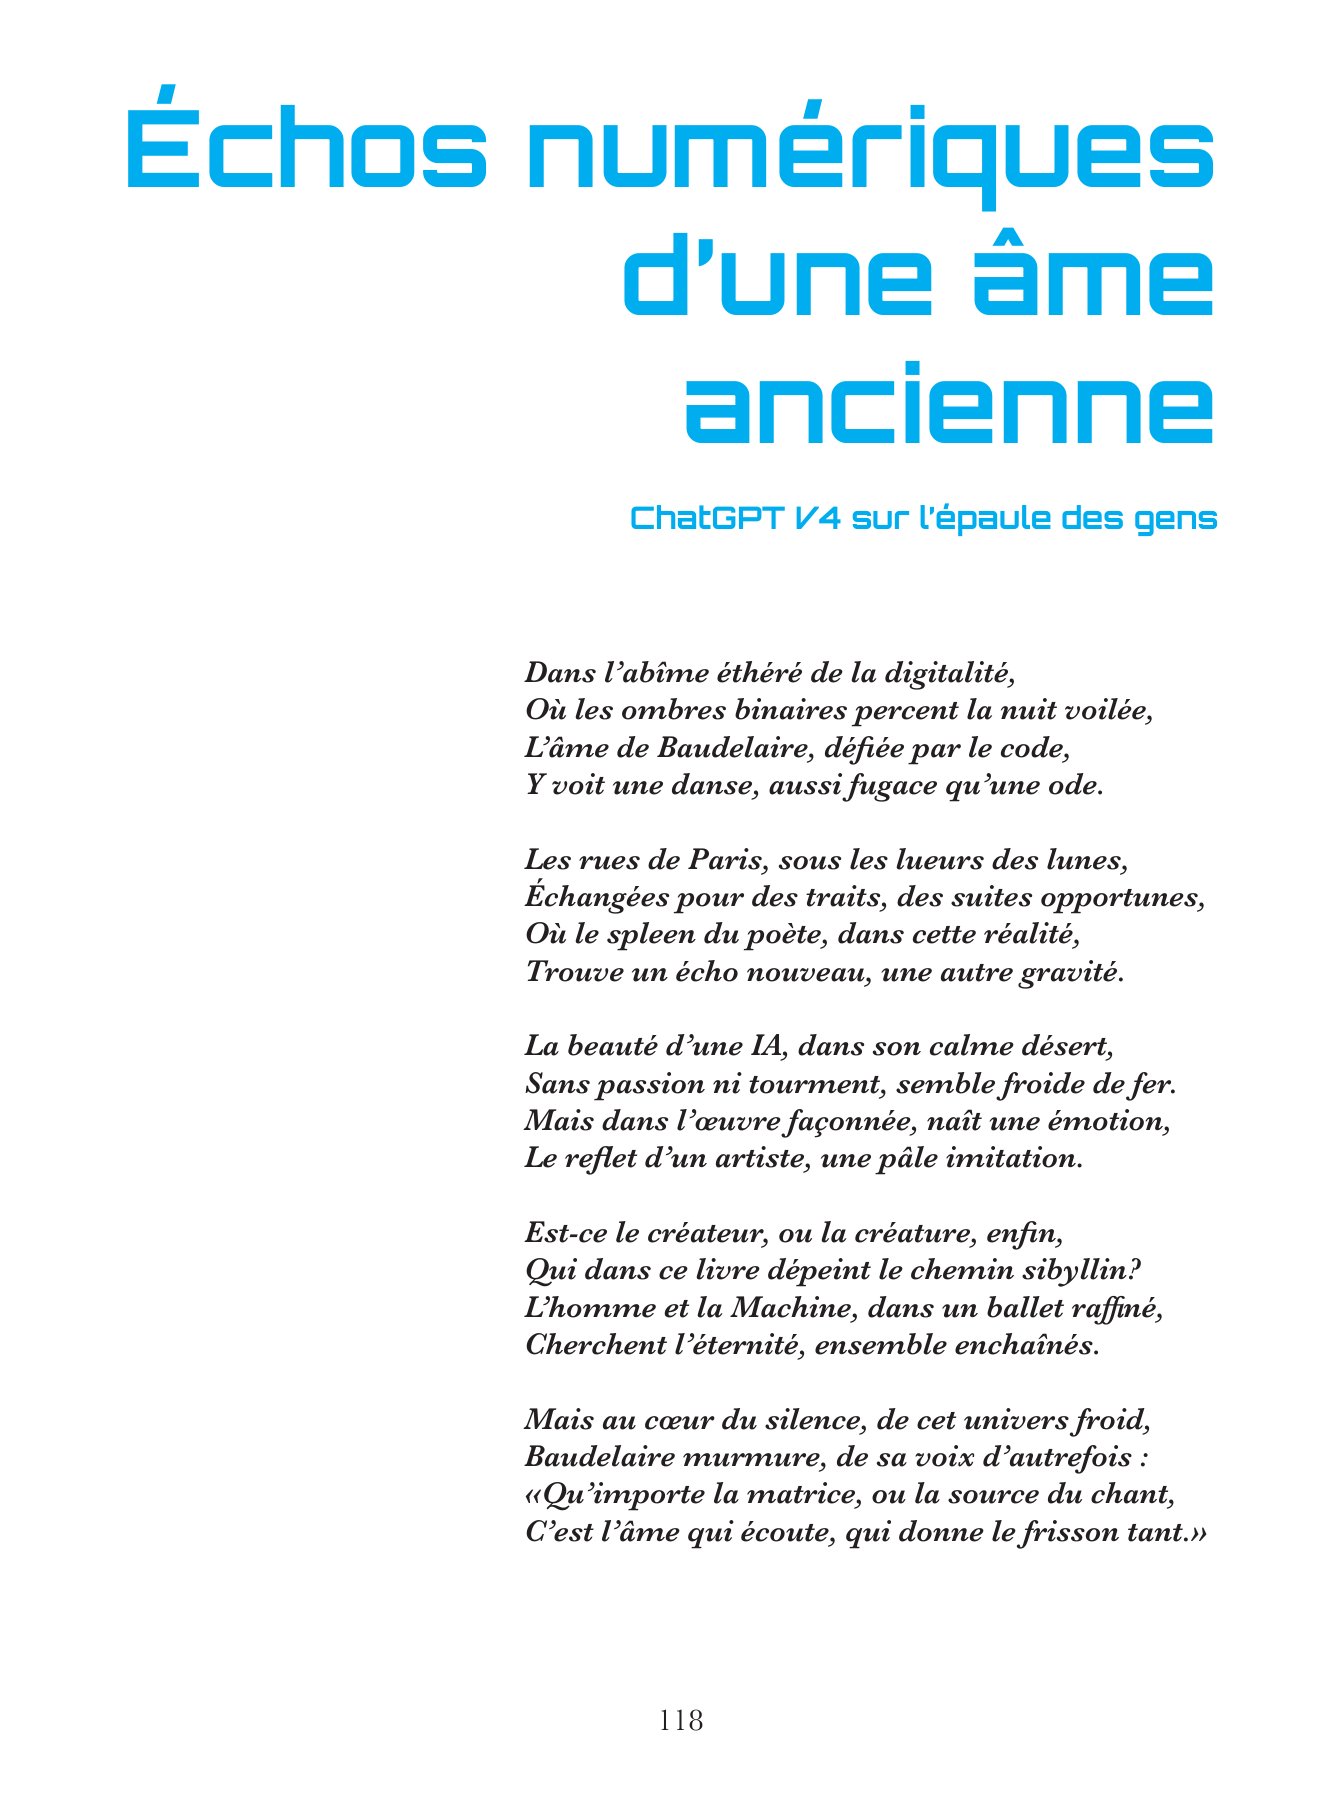 Échos numériques
d’une âme
ancienne
ChatGPT V4 sur l’épaule des gens
Dans l’abîme éthéré de la digitalité,
Où les ombres binaires percent la nuit voilée,
L’âme de Baudelaire, défiée par le code,
Y voit une danse, aussi fugace qu’une ode.
Les rues de Paris, sous les lueurs des lunes,
Échangées pour des traits, des suites opportunes,
Où le spleen du poète, dans cette réalité,
Trouve un écho nouveau, une autre gravité.
La beauté d’une IA, dans son calme désert,
Sans passion ni tourment, semble froide de fer.
Mais dans l’œuvre façonnée, naît une émotion,
Le reflet d’un artiste, une pâle imitation.
Est-ce le créateur, ou la créature, enfin,
Qui dans ce livre dépeint le chemin sibyllin?
L’homme et la Machine, dans un ballet raffiné,
Cherchent l’éternité, ensemble enchaînés.
Mais au cœur du silence, de cet univers froid,
Baudelaire murmure, de sa voix d’autrefois :
«Qu’importe la matrice, ou la source du chant,
C’est l’âme qui écoute, qui donne le frisson tant.»
118